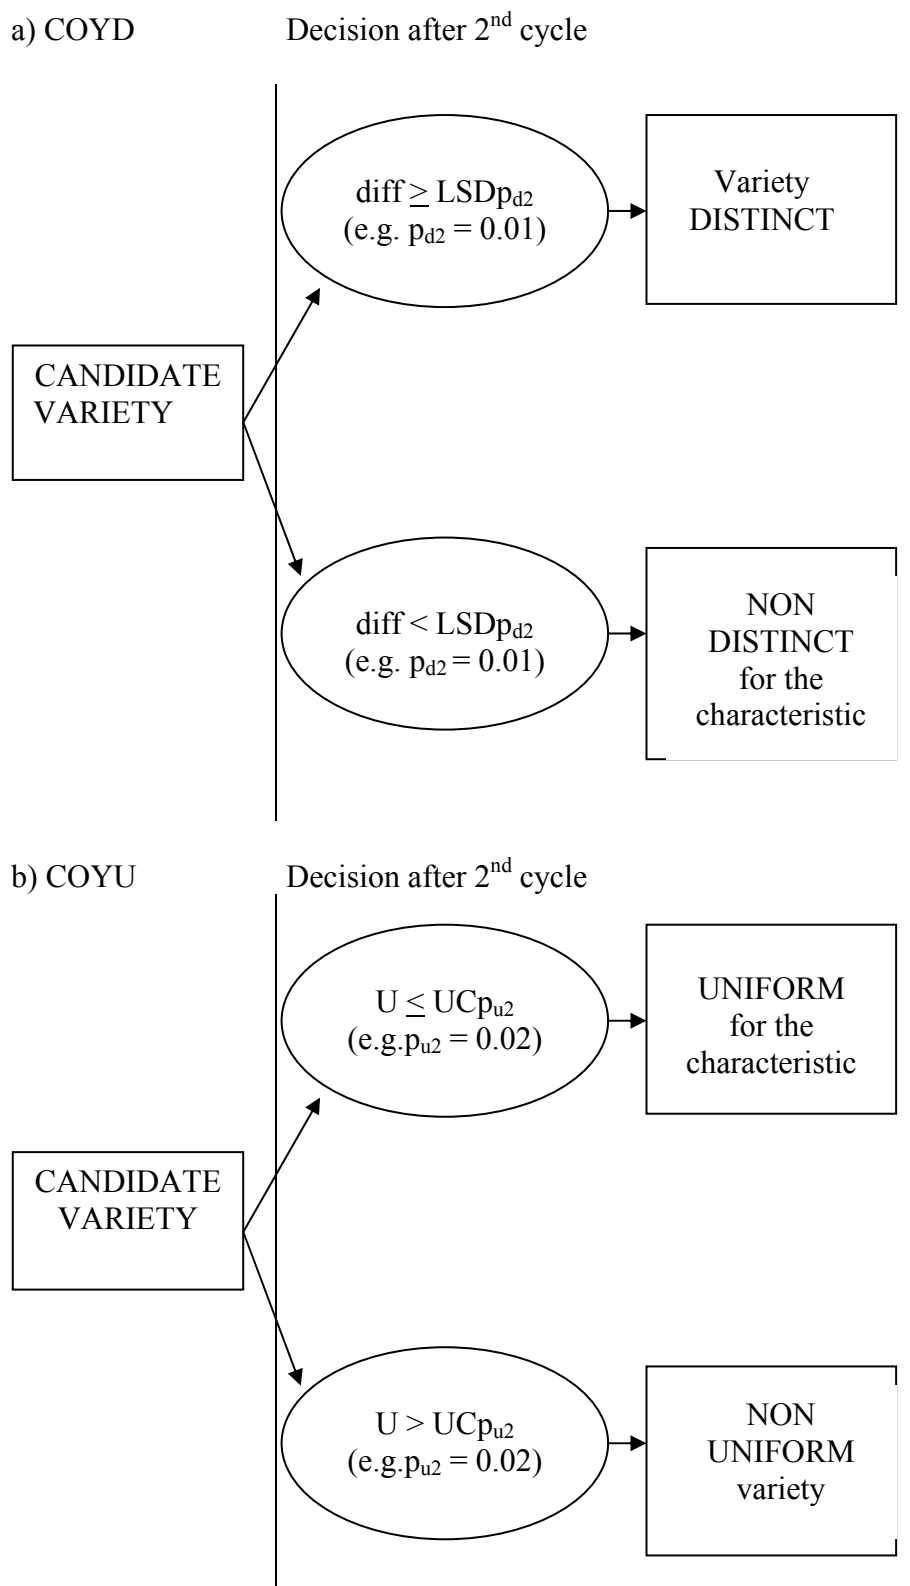 a) COYD Decision after 2nd cycle
diff ≥ LSDpd2
(e.g. pd2 = 0.01)
Variety
DISTINCT
CANDIDATE
VARIETY
diff < LSDpd2
(e.g. pd2 = 0.01)
NON
DISTINCT
for the
characteristic
b) COYU Decision after 2nd cycle
U ≤ UCpu2
(e.g.pu2 = 0.02)
UNIFORM
for the
characteristic
CANDIDATE
VARIETY
U > UCpu2
(e.g.pu2 = 0.02)
NON
UNIFORM
variety